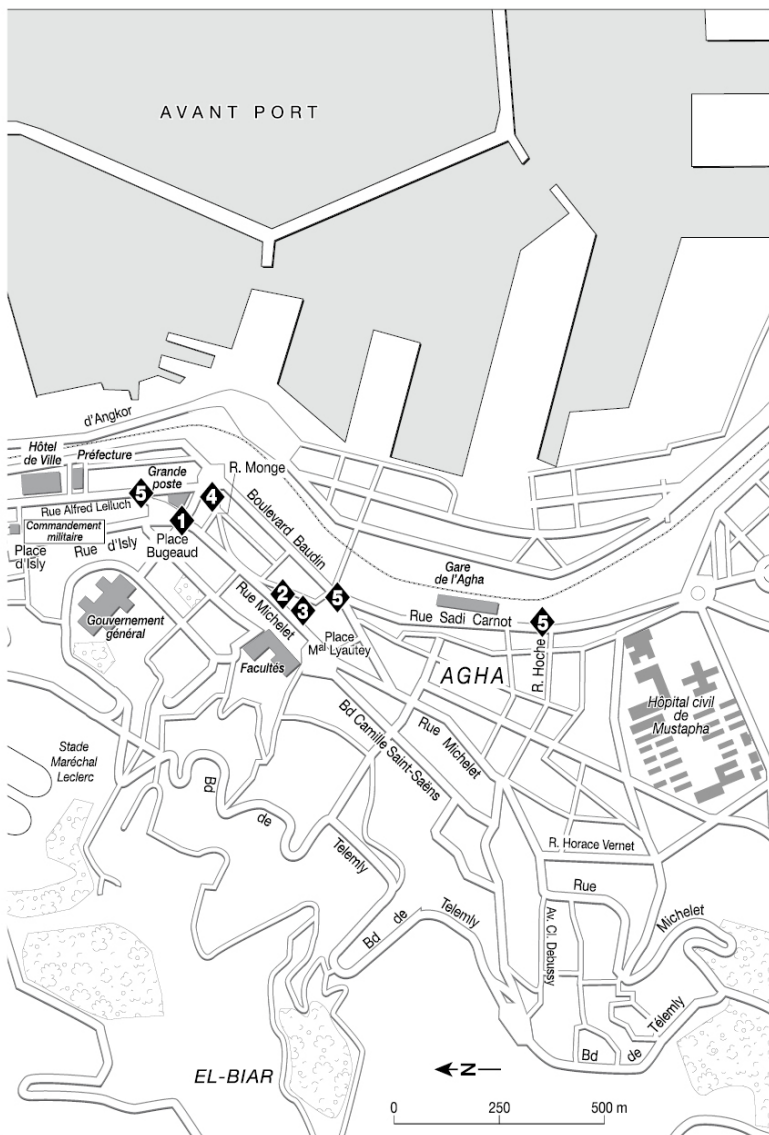 AVANT PORT
d'Angkor
Hôtel
de Ville
Préfecture
Grande
poste
R. Monge
5
4
Rue Alfred Lelluch
1
Boulevard Baudin
Commandement
militaire
Place
Bugeaud
Place
d'Isly
Rue d'Isly
Gare
de l'Agha
Gouvernement
général
Rue Michelet
2
3
5
5
Rue Sadi Carnot
Place
Mal Lyautey
Facultés
AGHA
R. Hoche
Hôpital civil
de
Mustapha
Bd Camille Saint-Saëns
Rue Michelet
Stade
Maréchal
Leclerc
Bd de Telemly
R. Horace Vernet
Rue Michelet
Bd de Telemly
Av. Cl. Debussy
Bd de Télemly
EL-BIAR
N
0 250 500 m